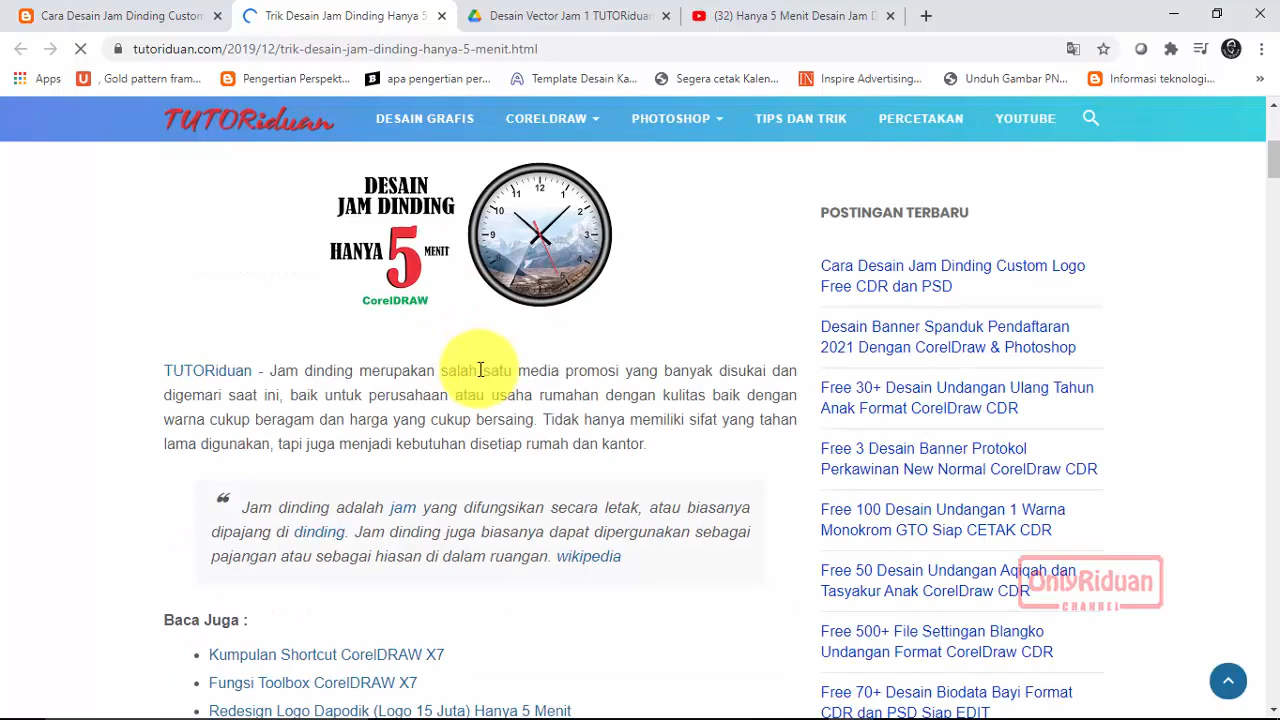 Cara Desain Jam Dinding Custom
Trik Desain Jam Dinding Hanya 5
Desain Vector Jam 1 TUTORiduan
(32) Hanya 5 Menit Desain Jam D
tutoriduan.com/2019/12/trik-desain-jam-dinding-hanya-5-menit.html
Apps
, Gold pattern fram...
Pengertian Perspekt...
apa pengertian per...
Template Desain Ka...
Segera cetak Kalen...
Inspire Advertising...
Unduh Gambar PN...
Informasi teknologi...
»
TUTORiduan
DESAIN GRAFIS
CORELDRAW
PHOTOSHOP
TIPS DAN TRIK
PERCETAKAN
YOUTUBE
DESAIN
JAM DINDING
HANYA 5 MENIT
CorelDRAW
TUTORiduan - Jam dinding merupakan salah satu media promosi yang banyak disukai dan
digemari saat ini, baik untuk perusahaan atau usaha rumahan dengan kulitas baik dengan
warna cukup beragam dan harga yang cukup bersaing. Tidak hanya memiliki sifat yang tahan
lama digunakan, tapi juga menjadi kebutuhan disetiap rumah dan kantor.
❝ Jam dinding adalah jam yang difungsikan secara letak, atau biasanya
dipajang di dinding. Jam dinding juga biasanya dapat dipergunakan sebagai
pajangan atau sebagai hiasan di dalam ruangan. wikipedia
Baca Juga :
• Kumpulan Shortcut CorelDRAW X7
• Fungsi Toolbox CorelDRAW X7
• Redesign Logo Dapodik (Logo 15 Juta) Hanya 5 Menit
POSTINGAN TERBARU
Cara Desain Jam Dinding Custom Logo
Free CDR dan PSD
Desain Banner Spanduk Pendaftaran
2021 Dengan CorelDraw & Photoshop
Free 30+ Desain Undangan Ulang Tahun
Anak Format CorelDraw CDR
Free 3 Desain Banner Protokol
Perkawinan New Normal CorelDraw CDR
Free 100 Desain Undangan 1 Warna
Monokrom GTO Siap CETAK CDR
Free 50 Desain Undangan Aqiqah dan
Tasyakur Anak CorelDraw CDR
Free 500+ File Settingan Blangko
Undangan Format CorelDraw CDR
Free 70+ Desain Biodata Bayi Format
CDR dan PSD Siap EDIT
OnlyRiduan
CHANNEL